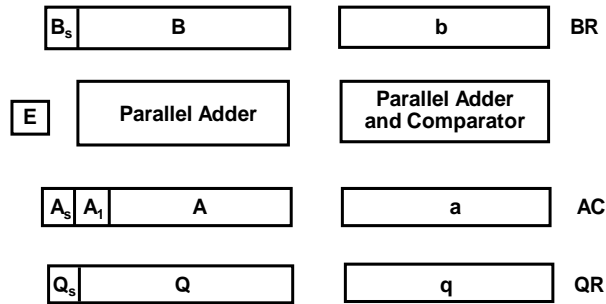 Bs B b BR
E Parallel Adder Parallel Adder
and Comparator
As A1 A a AC
Qs Q q QR